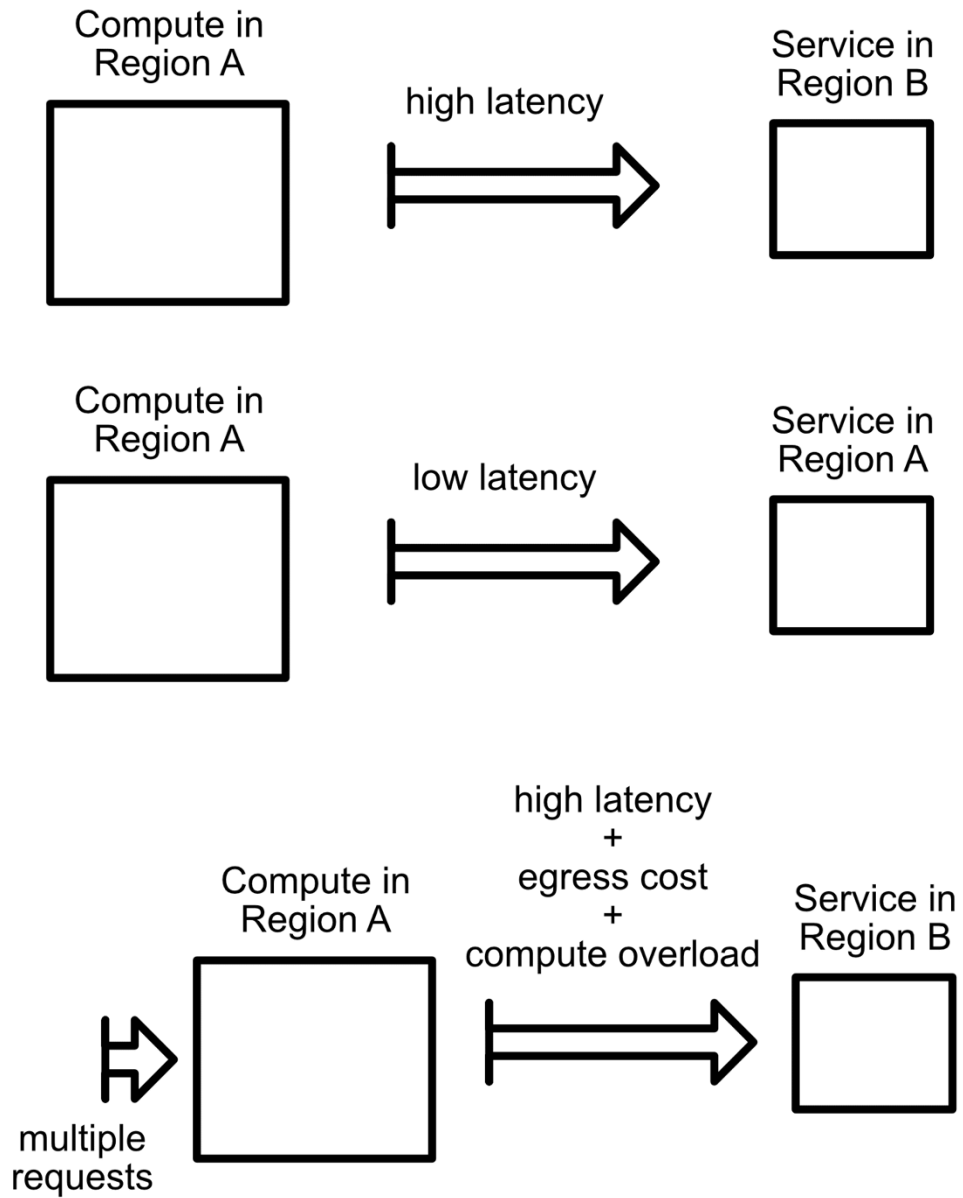 Compute in
Region A
high latency
Service in
Region B
Compute in
Region A
low latency
Service in
Region A
multiple
requests
Compute in
Region A
high latency
+
egress cost
+
compute overload
Service in
Region B